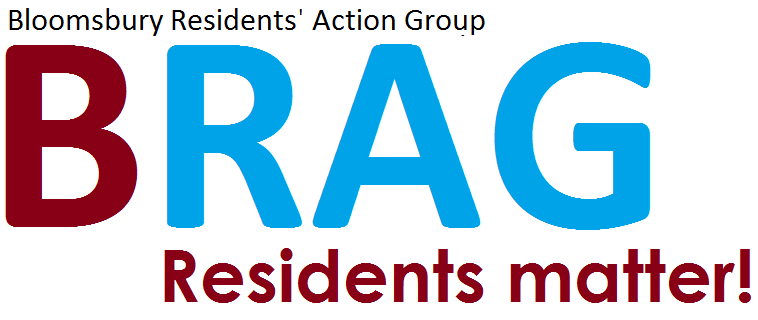 Bloomsbury Residents' Action Group
BRAG
Residents matter!